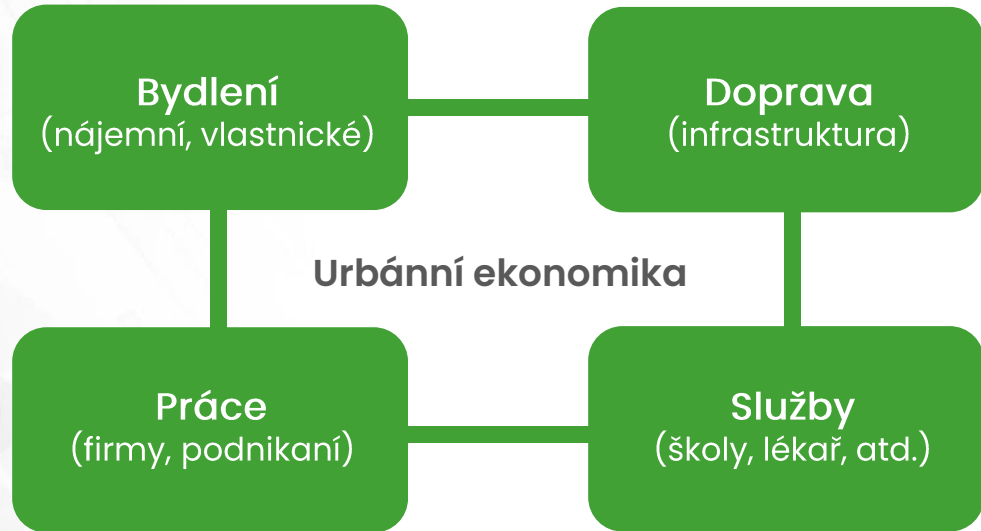 Bydlení
(nájemní, vlastnické)
Doprava
(infrastruktura)
Urbánní ekonomika
Práce
(firmy, podnikaní)
Služby
(školy, lékař, atd.)